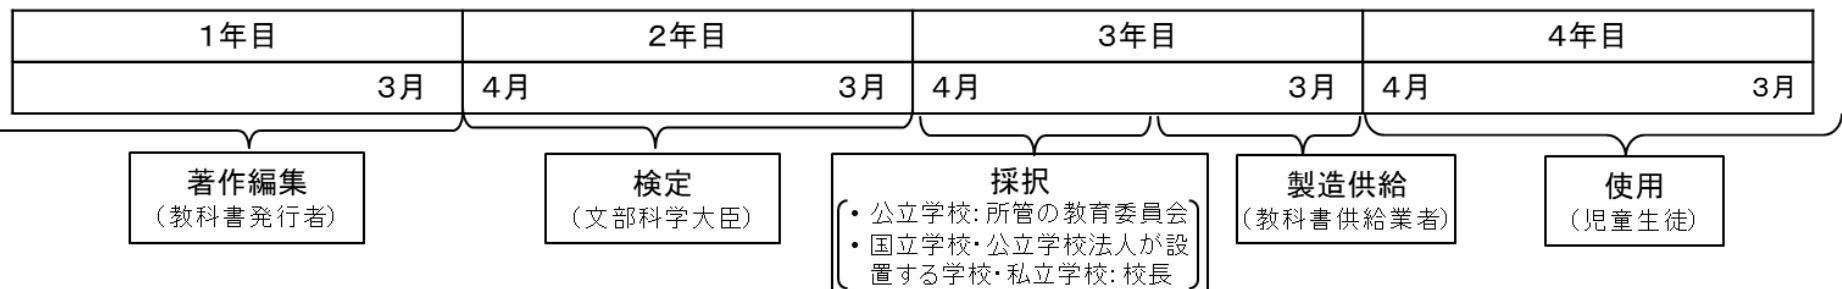 1年目 2年目 3年目 4年目
3月 4月 3月 4月 3月 4月 3月
著作編集
（教科書発行者）
検定
（文部科学大臣）
採択
・公立学校：所管の教育委員会
・国立学校・公立学校法人が設
置する学校・私立学校：校長
製造供給
（教科書供給業者）
使用
（児童生徒）